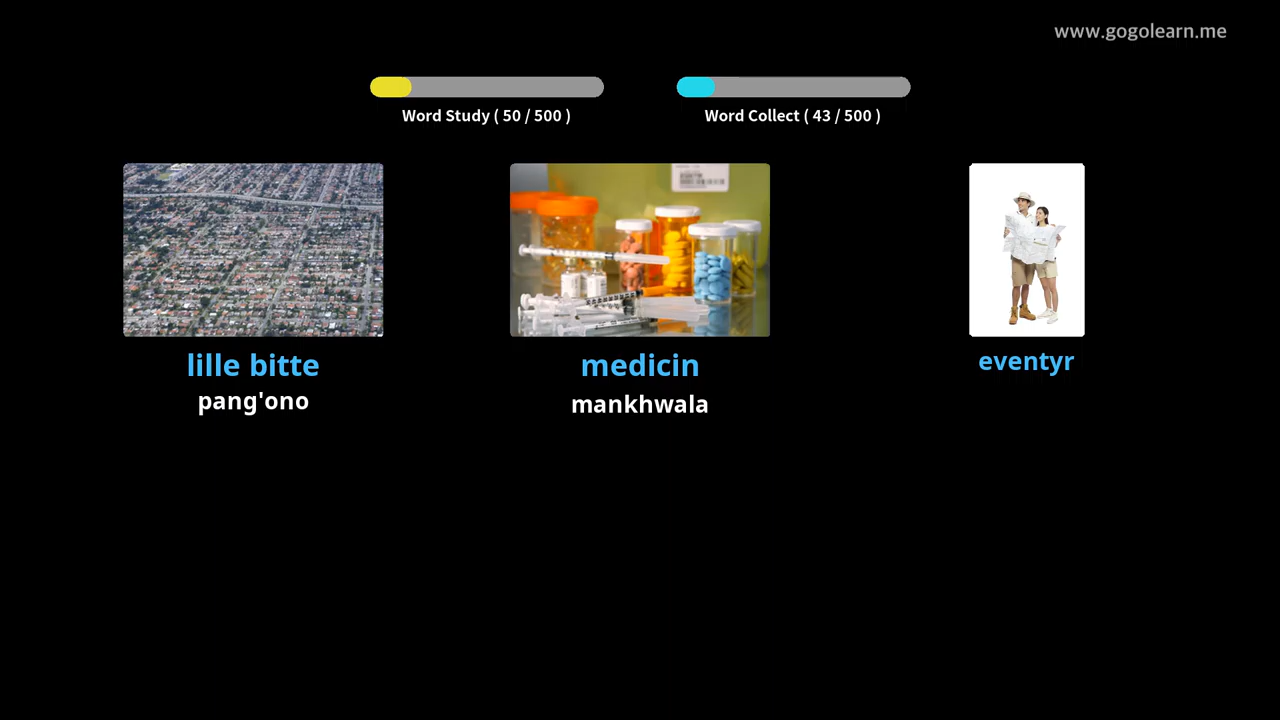 www.gogolearn.me
Word Study ( 50 / 500 )
Word Collect ( 43 / 500 )
lille bitte
pang'ono
medicin
mankhwala
eventyr